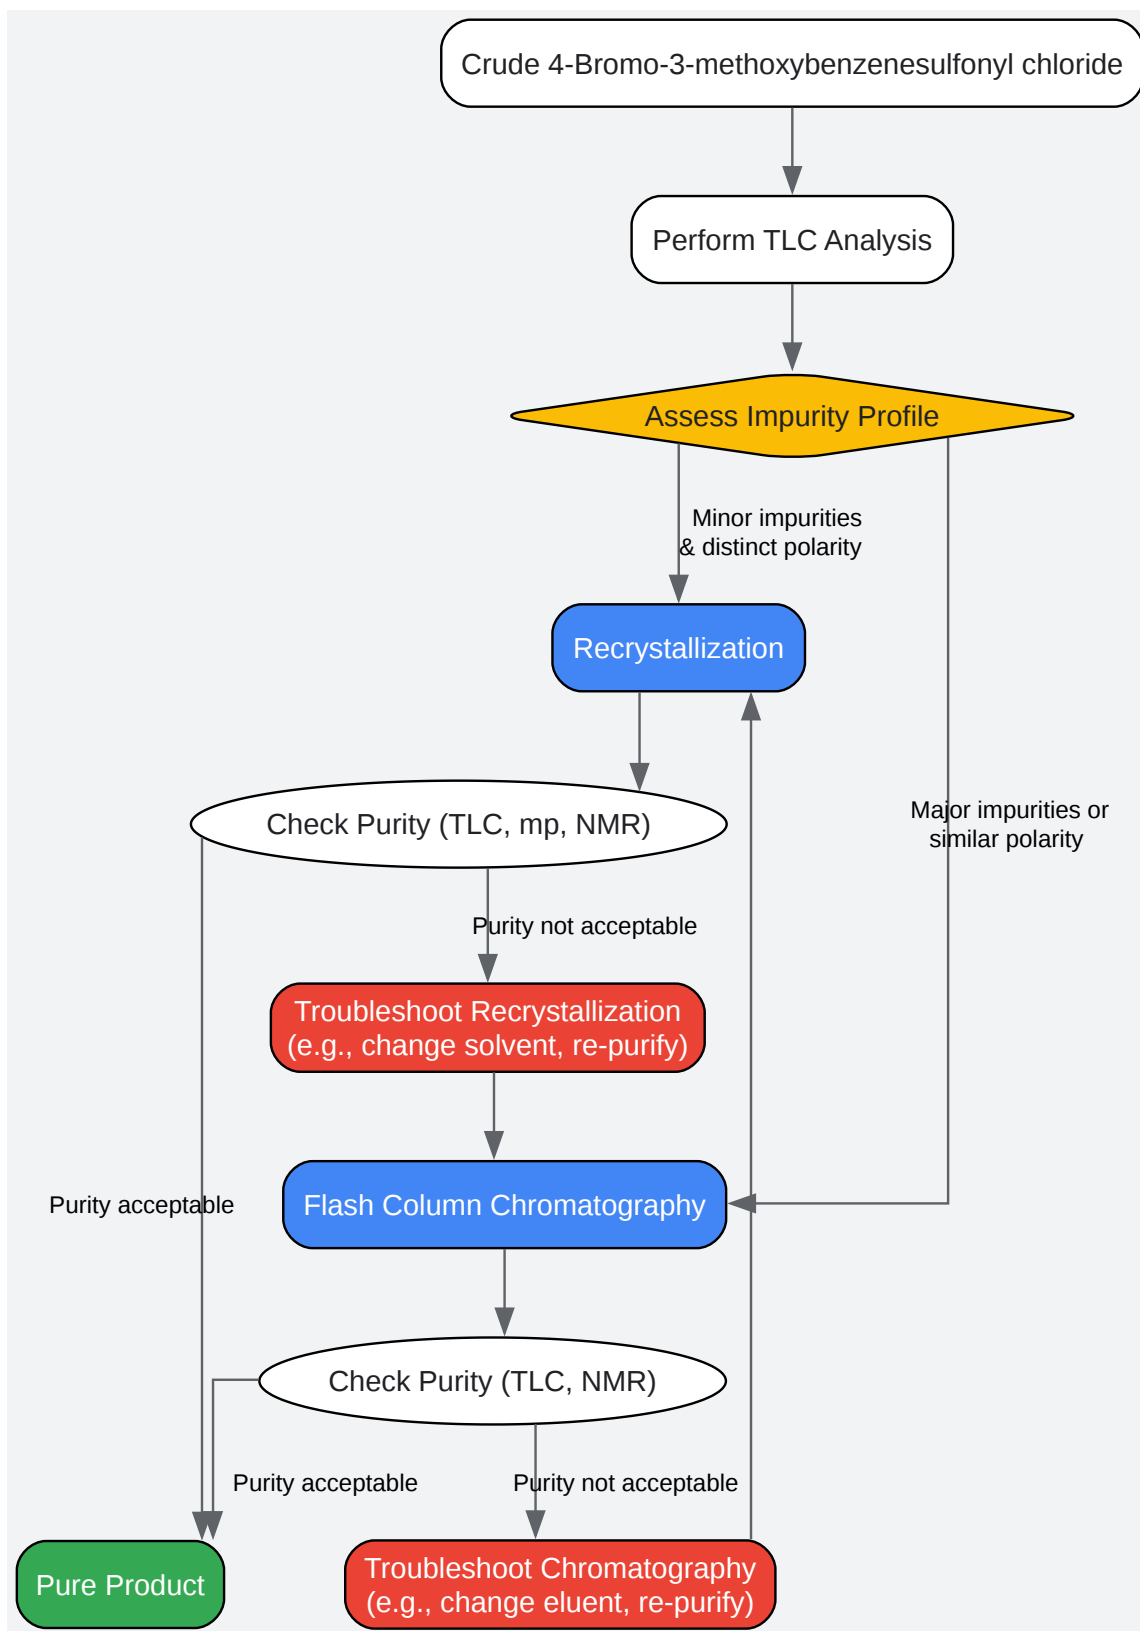 Crude 4-Bromo-3-methoxybenzenesulfonyl chloride
Perform TLC Analysis
Assess Impurity Profile
Minor impurities
& distinct polarity
Recrystallization
Major impurities or
similar polarity
Check Purity (TLC, mp, NMR)
Purity not acceptable
Troubleshoot Recrystallization
(e.g., change solvent, re-purify)
Purity acceptable
Flash Column Chromatography
Check Purity (TLC, NMR)
Purity acceptable
Purity not acceptable
Pure Product
Troubleshoot Chromatography
(e.g., change eluent, re-purify)